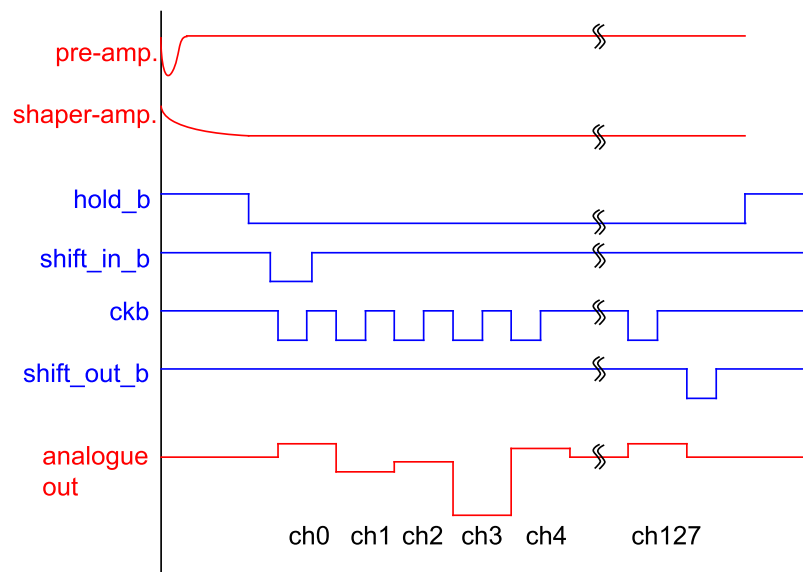 pre-amp.
shaper-amp.
hold_b
shift_in_b
ckb
shift_out_b
analogue
out
ch0 ch1 ch2 ch3 ch4 ch127